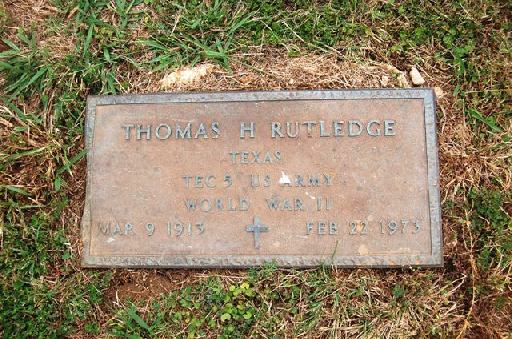 THOMAS H RUTLEDGE
TEXAS
TEC 5 US ARMY
WORLD WAR II
MAR 9 1913 FEB 22 1973